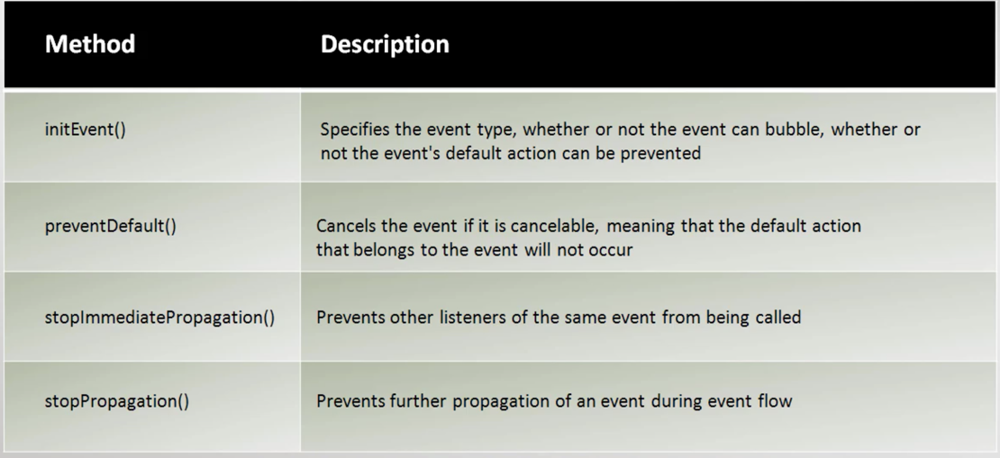 Method Description
initEvent() Specifies the event type, whether or not the event can bubble, whether or
not the event's default action can be prevented
preventDefault() Cancels the event if it is cancelable, meaning that the default action
that belongs to the event will not occur
stopImmediatePropagation() Prevents other listeners of the same event from being called
stopPropagation() Prevents further propagation of an event during event flow